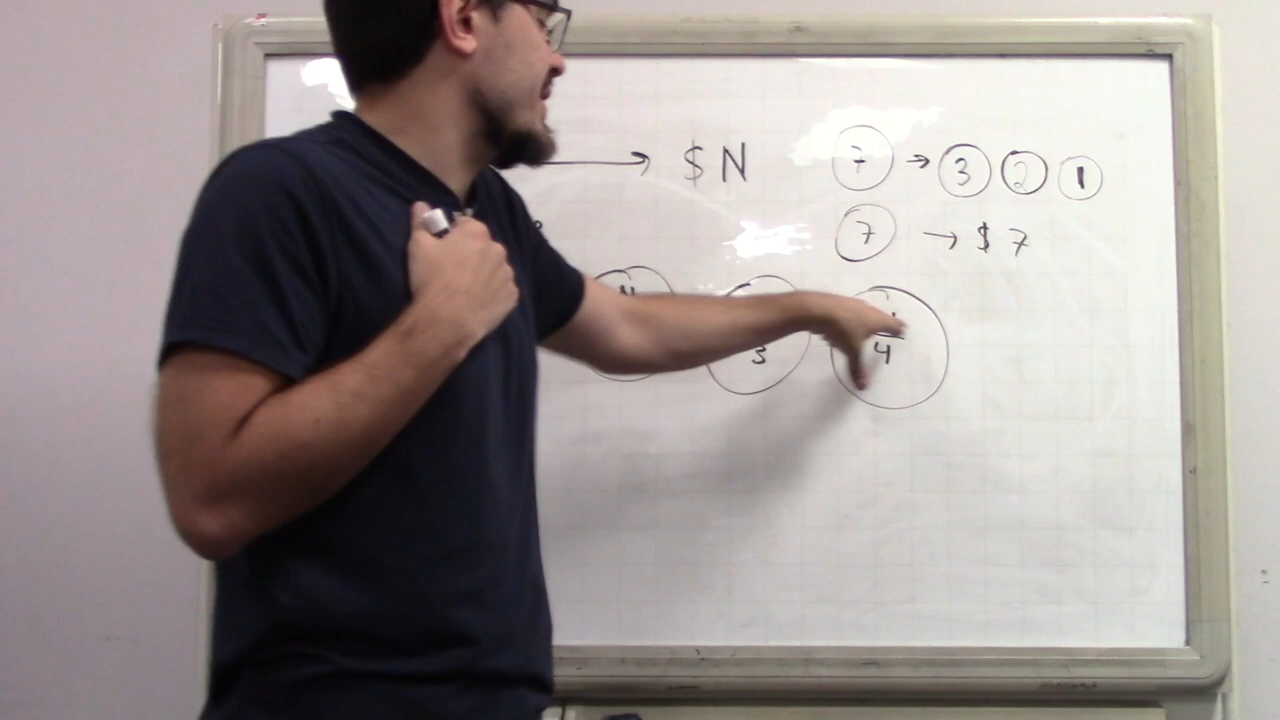 → $ N
7 → 3 2 1
7 → $ 7
3
4